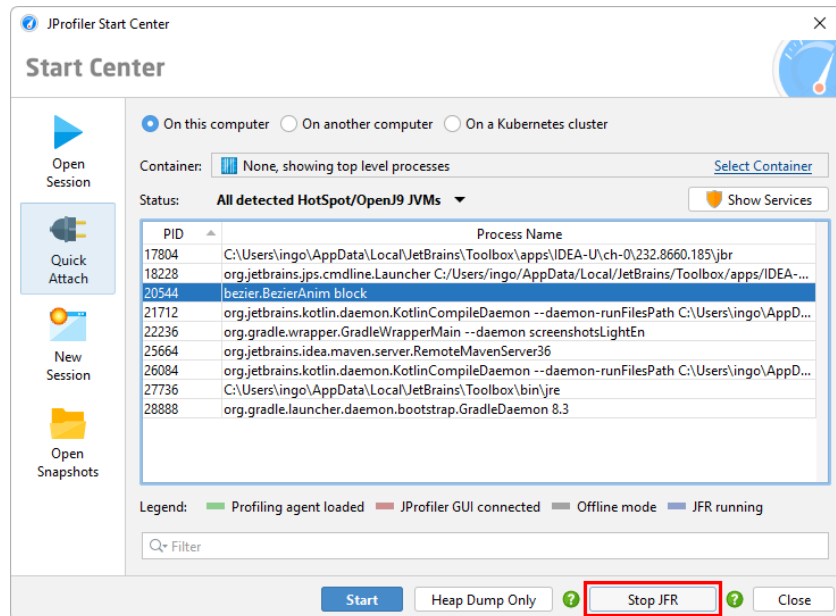 JProfiler Start Center
Start Center
Open
Session
Quick
Attach
New
Session
Open
Snapshots
On this computer On another computer On a Kubernetes cluster
Container: None, showing top level processes Select Container
Status: All detected HotSpot/OpenJ9 JVMs Show Services
PID Process Name
17804 C:\Users\ingo\AppData\Local\JetBrains\Toolbox\apps\IDEA-U\ch-0\232.8660.185\jbr
18228 org.jetbrains.jps.cmdline.Launcher C:/Users/ingo/AppData/Local/JetBrains/Toolbox/apps/IDEA-...
20544 bezier.BezierAnim block
21712 org.jetbrains.kotlin.daemon.KotlinCompileDaemon --daemon-runFilesPath C:\Users\ingo\AppD...
22236 org.gradle.wrapper.GradleWrapperMain --daemon screenshotsLightEn
25664 org.jetbrains.idea.maven.server.RemoteMavenServer36
26084 org.jetbrains.kotlin.daemon.KotlinCompileDaemon --daemon-runFilesPath C:\Users\ingo\AppD...
27736 C:\Users\ingo\AppData\Local\JetBrains\Toolbox\bin\jre
28888 org.gradle.launcher.daemon.bootstrap.GradleDaemon 8.3
Legend: Profiling agent loaded JProfiler GUI connected Offline mode JFR running
Filter
Start Heap Dump Only ? Stop JFR ? Close